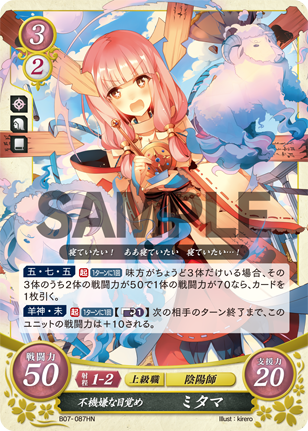 3
2
SAMPLE
寝ていたい! ああ寝ていたい 寝ていたい…!
五・七・五 起 1ターンに1回 味方がちょうど3体だけいる場合、その
3体のうち2体の戦闘力が50で1体の戦闘力が70なら、カードを
1枚引く。
羊神・未 起 1ターンに1回 次の相手のターン終了まで、この
ユニットの戦闘力は+10される。
戦闘力
50
射程 1-2 上級職 陰陽師
支援力
20
不機嫌な目覚め ミタマ
B07-087HN Illust:kirero